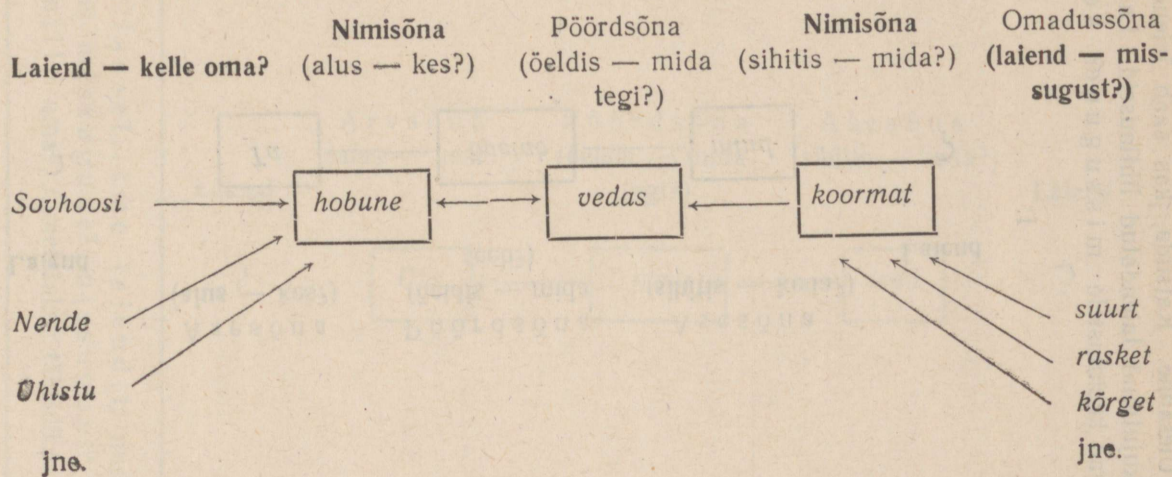 Laiend — kelle oma?
Nimisõna
(alus — kes?)
Pöördsõna
(öeldis — mida
tegi?)
Nimisõna
(sihitis — mida?)
Omadussõna
(laiend — mis-
sugust?)
Sovhoosi
hobune
vedas
koormat
Nende
Ühistu
jne.
suurt
rasket
kõrget
jne.